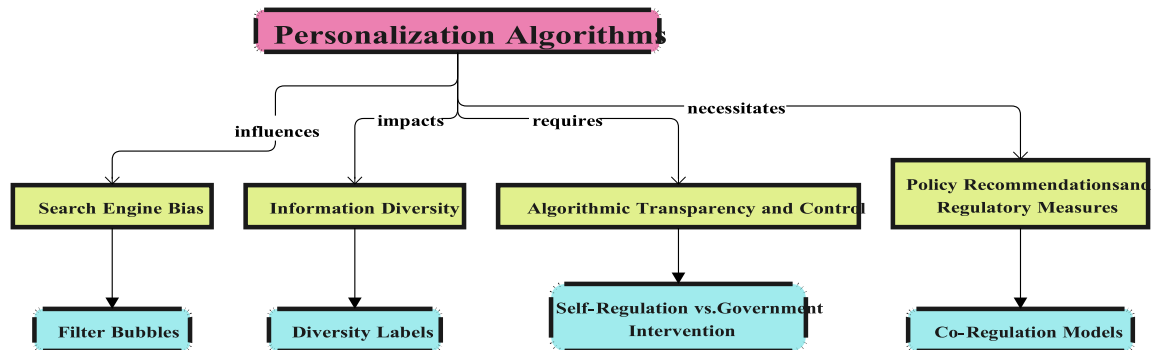 Personalization Algorithms
necessitates
impacts
requires
influences
Policy Recommendationsand
Regulatory Measures
Search Engine Bias
Information Diversity
Algorithmic Transparency and Control
Self-Regulation vs.Government
Intervention
Filter Bubbles
Diversity Labels
Co-Regulation Models